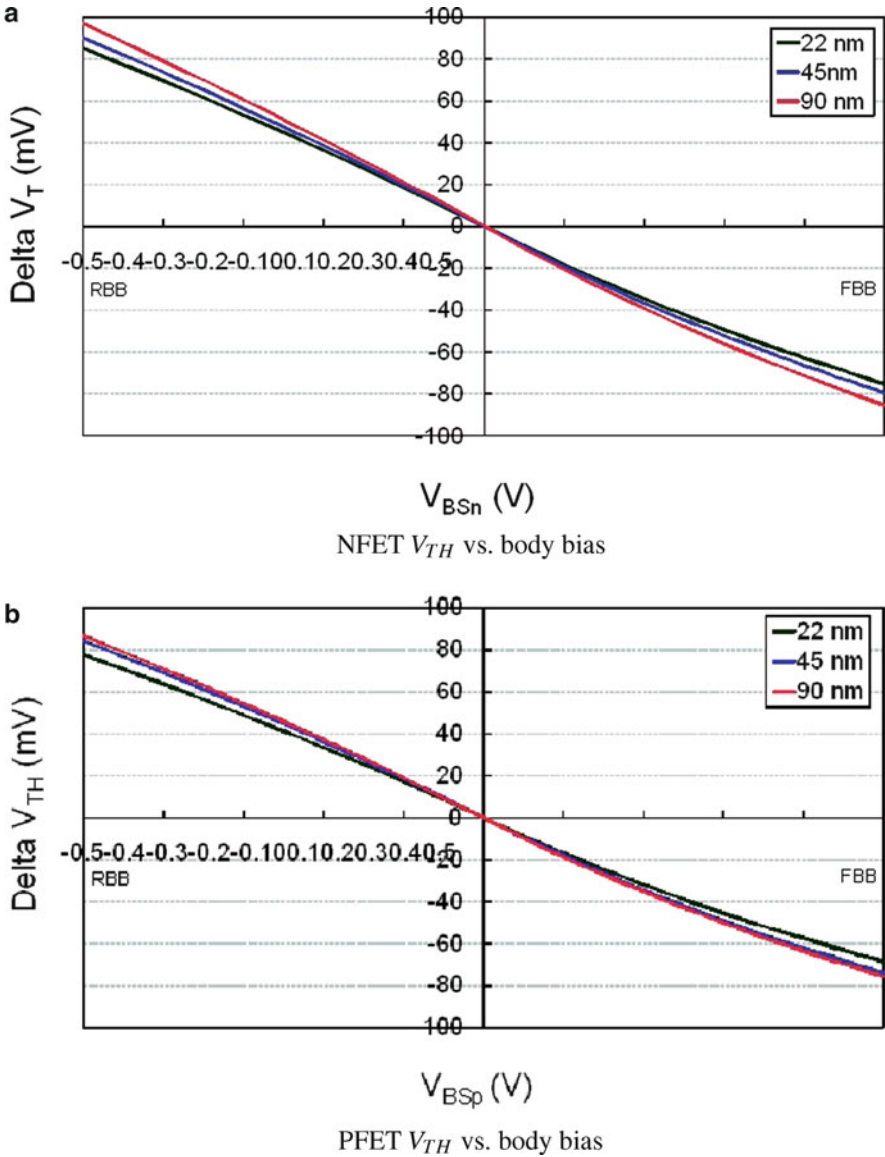 a
100
80
60
40
20
0
-20
-40
-60
-80
-100
Delta V_T (mV)
22 nm
45nm
90 nm
-0.5-0.4-0.3-0.2-0.100.10.20.30.40.5
RBB
FBB
V_BSn (V)
NFET V_TH vs. body bias
b
100
80
60
40
20
0
-20
-40
-60
-80
100
Delta V_TH (mV)
22 nm
45 nm
90 nm
-0.5-0.4-0.3-0.2-0.100.10.20.30.40.5
RBB
FBB
V_BSp (V)
PFET V_TH vs. body bias